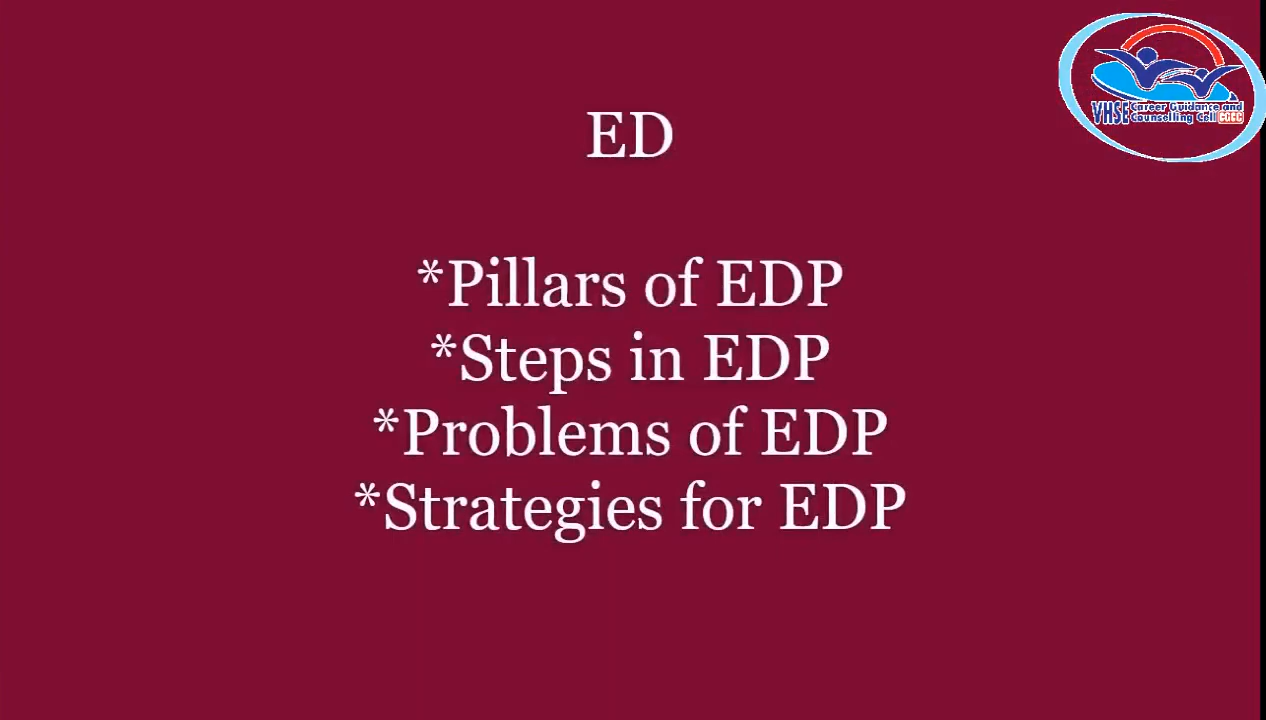 ED
*Pillars of EDP
*Steps in EDP
*Problems of EDP
*Strategies for EDP
VHSE Career Guidance and
Counselling Cell CGCC